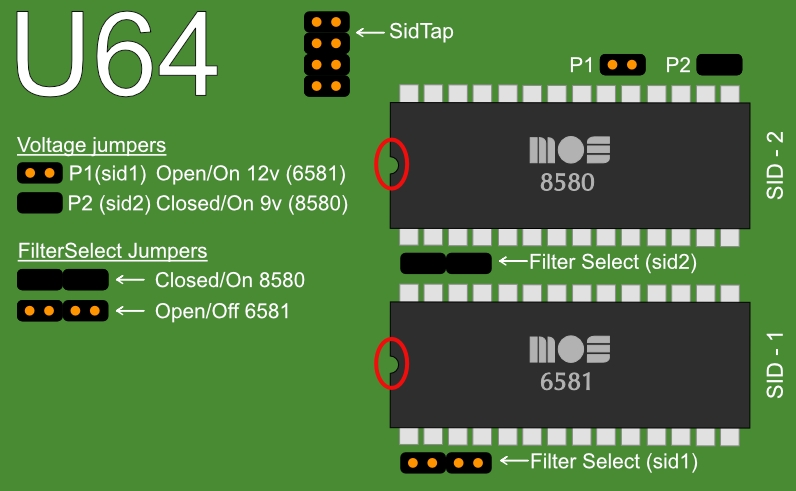 U64
SidTap
P1
P2
Voltage jumpers
P1(sid1) Open/On 12v (6581)
P2 (sid2) Closed/On 9v (8580)
FilterSelect Jumpers
Closed/On 8580
Open/Off 6581
mos
8580
SID - 2
Filter Select (sid2)
mos
6581
SID - 1
Filter Select (sid1)